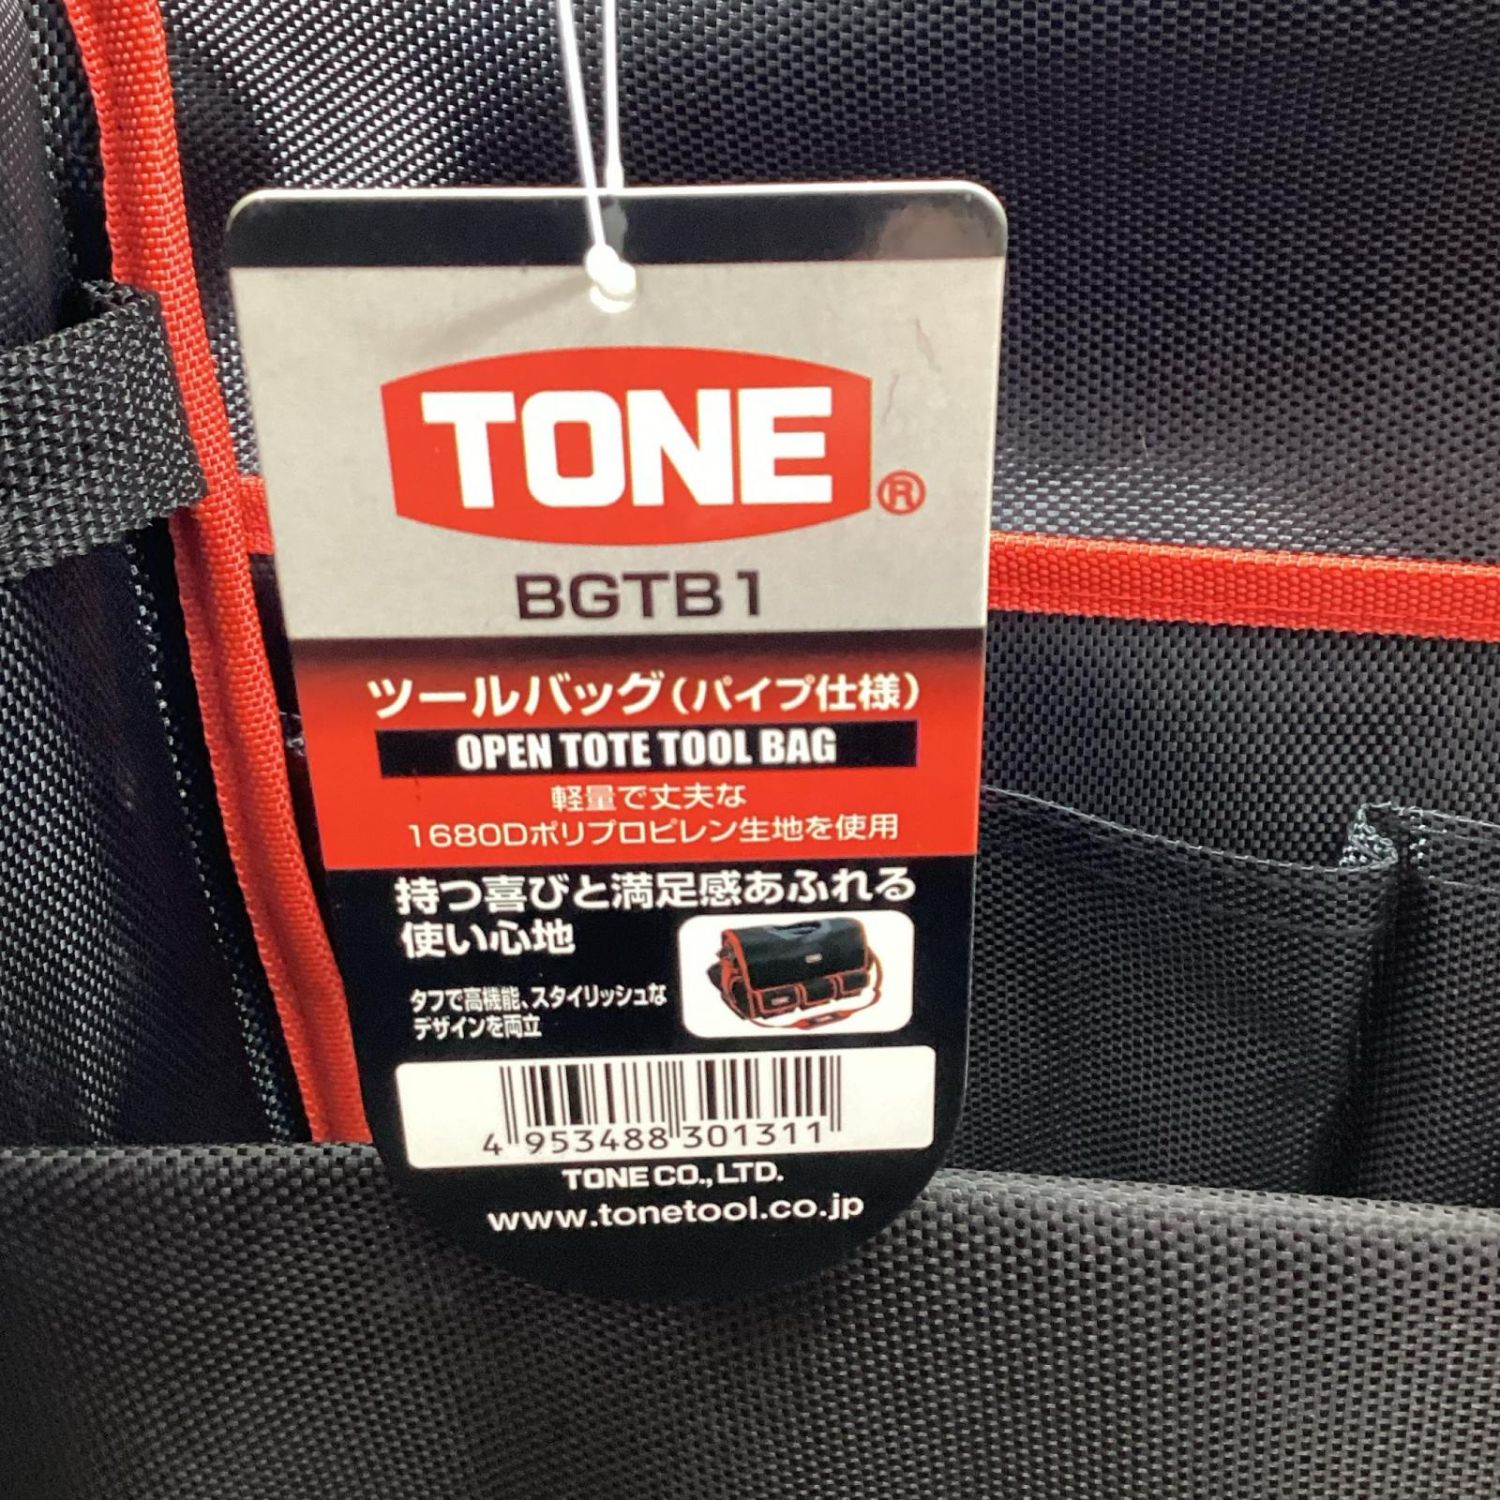 TONE®
BGTB1
ツールバッグ(パイプ仕様)
OPEN TOTE TOOL BAG
軽量で丈夫な
1680Dポリプロピレン生地を使用
持つ喜びと満足感あふれる
使い心地
タフで高機能、スタイリッシュな
デザインを両立
4 953488 301311
TONE CO.,LTD.
www.tonetool.co.jp